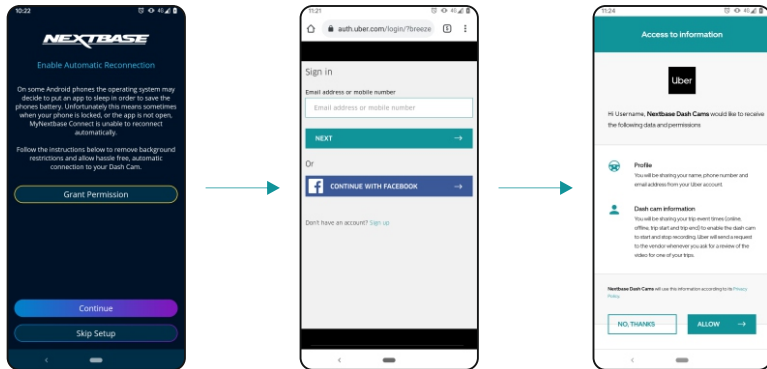 10:22
4G
NEXTBASE
Enable Automatic Reconnection
On some Android phones the operating system may
decide to put an app to sleep in order to save the
phones battery. Unfortunately this means sometimes
when your phone is locked, or the app is not open,
MyNextbase Connect is unable to reconnect
automatically.
Follow the instructions below to remove background
restrictions and allow hassle free, automatic
connection to your Dash Cam.
Grant Permission
Continue
Skip Setup
11:21
4G
auth.uber.com/login/?breeze
5
Sign in
Email address or mobile number
Email address or mobile number
NEXT
Or
CONTINUE WITH FACEBOOK
Don't have an account? Sign up
11:24
4G
Access to information
Uber
Hi Username, Nextbase Dash Cams would like to receive
the following data and permissions
Profile
You will be sharing your name, phone number and
email address from your Uber account.
Dash cam information
You will be sharing your trip event times (online,
offline, trip start and trip end) to enable the dash cam
to start and stop recording. Uber will send a request
to the vendor whenever you ask for a review of the
video for one of your trips.
Nextbase Dash Cams will use this information according to its Privacy
Policy.
NO, THANKS
ALLOW